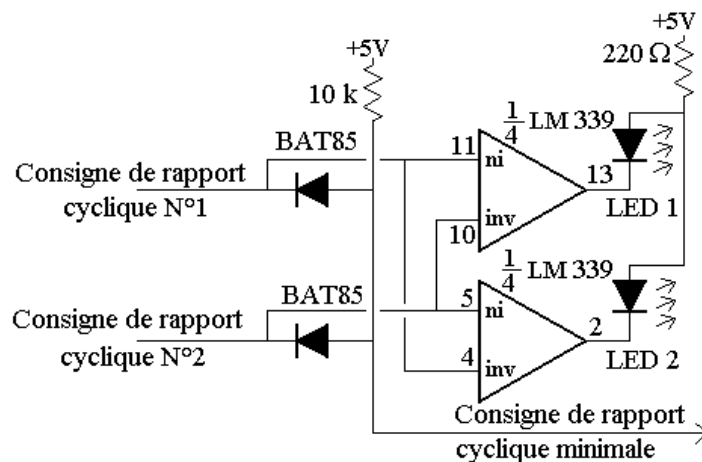 +5V
+5V
220 Ω
10 k
1/4 LM 339
BAT85
11
ni
13
Consigne de rapport
cyclique N°1
LED 1
inv
10
1/4 LM 339
BAT85
5
ni
2
Consigne de rapport
cyclique N°2
4
inv
LED 2
Consigne de rapport
cyclique minimale